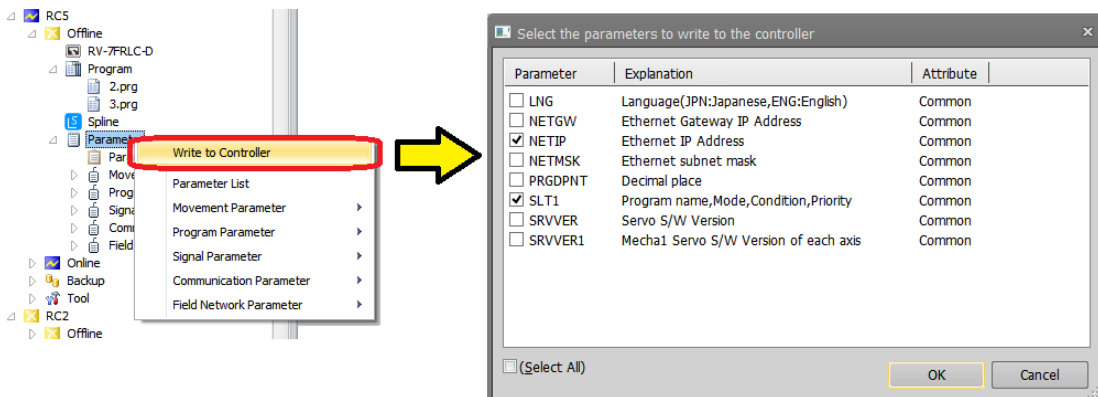 RC5
Offline
RV-7FRLC-D
Program
2.prg
3.prg
Spline
Parameter
Par
Move
Prog
Signa
Com
Field
Online
Backup
Tool
RC2
Offline
Write to Controller
Parameter List
Movement Parameter
Program Parameter
Signal Parameter
Communication Parameter
Field Network Parameter
Select the parameters to write to the controller
Parameter Explanation Attribute
LNG Language(JPN:Japanese,ENG:English) Common
NETGW Ethernet Gateway IP Address Common
NETIP Ethernet IP Address Common
NETMSK Ethernet subnet mask Common
PRGDPNT Decimal place Common
SLT1 Program name,Mode,Condition,Priority Common
SRVVER Servo S/W Version Common
SRVVER1 Mecha1 Servo S/W Version of each axis Common
(Select All)
OK Cancel